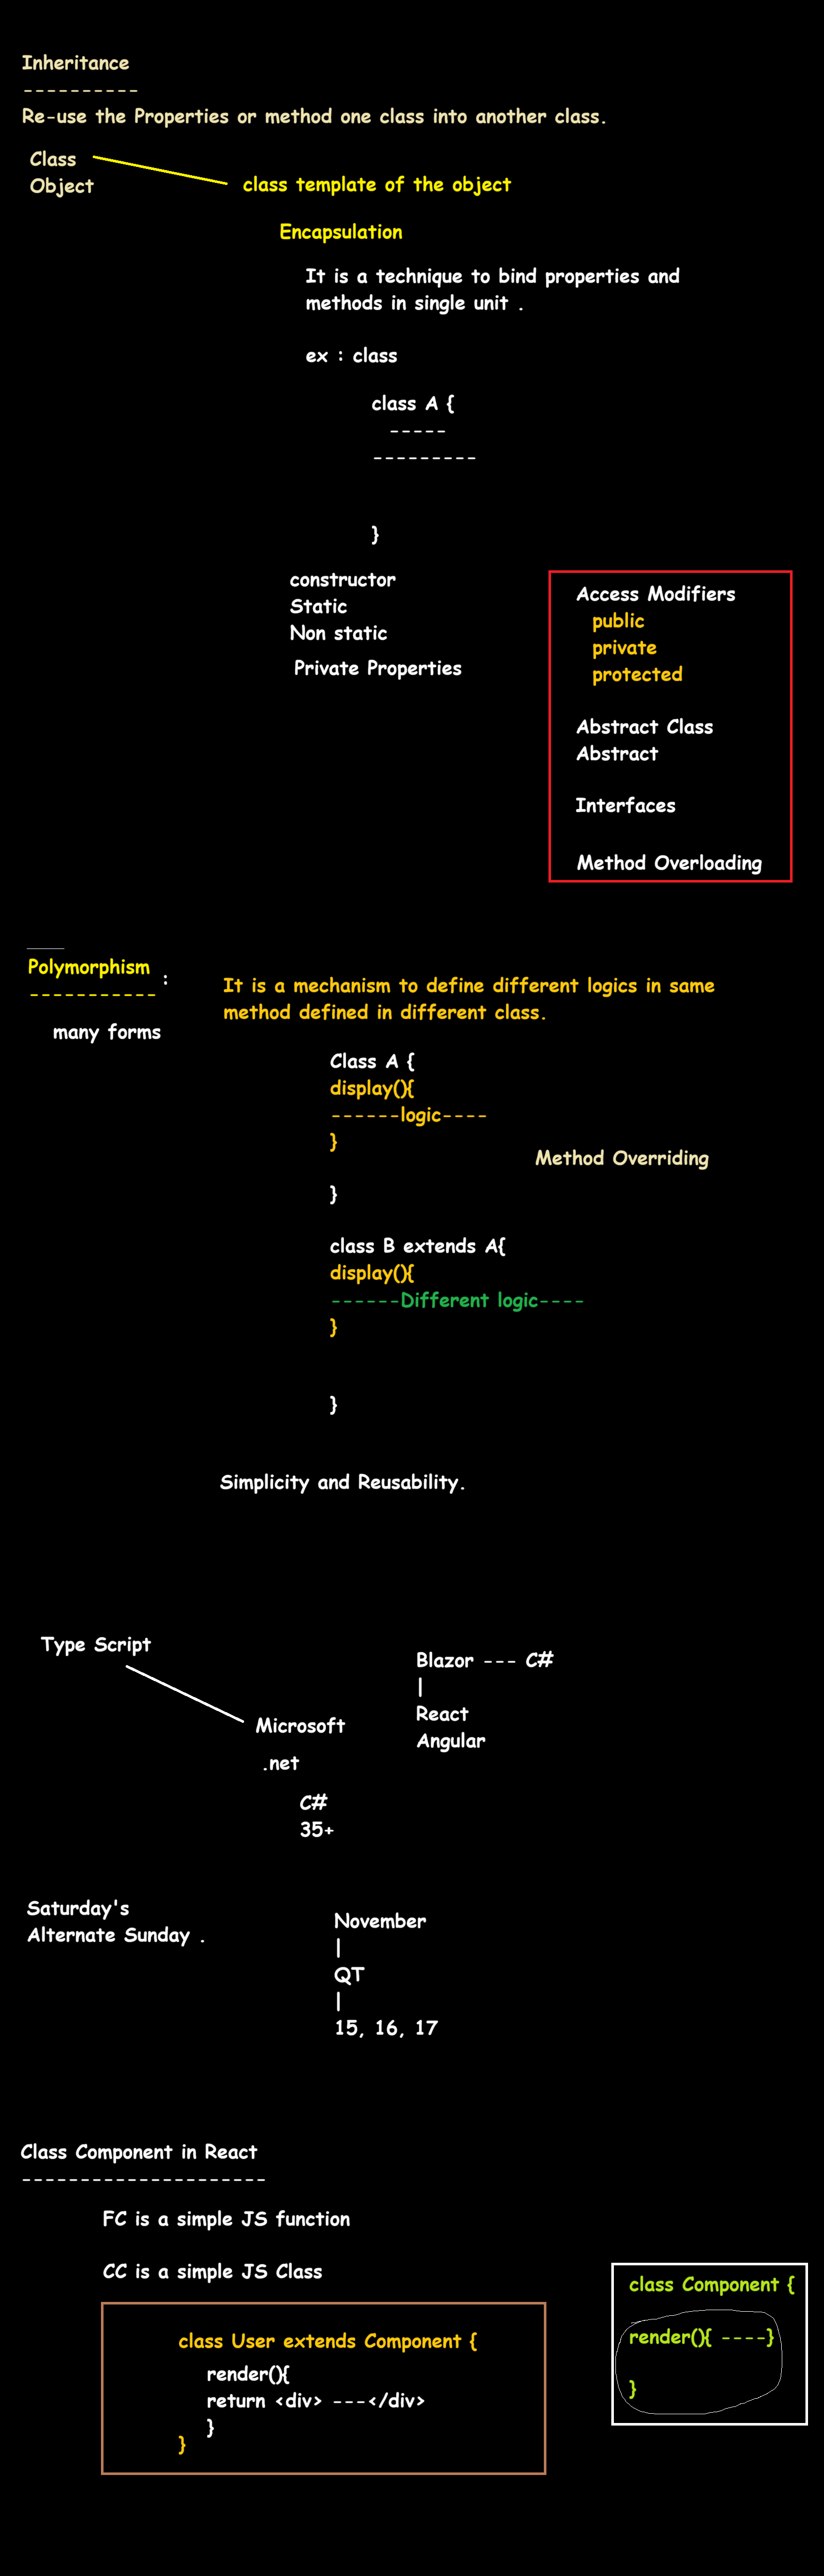 Inheritance
----------
Re-use the Properties or method one class into another class.
Class
Object
class template of the object
Encapsulation
It is a technique to bind properties and
methods in single unit .
ex : class
class A {
-----
---------
}
constructor
Static
Non static
Private Properties
Access Modifiers
public
private
protected
Abstract Class
Abstract
Interfaces
Method Overloading
Polymorphism :
-----------
many forms
It is a mechanism to define different logics in same
method defined in different class.
Class A {
display(){
------logic----
}
Method Overriding
}
class B extends A{
display(){
------Different logic----
}
}
Simplicity and Reusability.
Type Script
Microsoft
.net
C#
35+
Blazor --- C#
|
React
Angular
Saturday's
Alternate Sunday .
November
|
QT
|
15, 16, 17
Class Component in React
---------------------
FC is a simple JS function
CC is a simple JS Class
class User extends Component {
render(){
return <div> ---</div>
}
}
class Component {
render(){ ----}
}